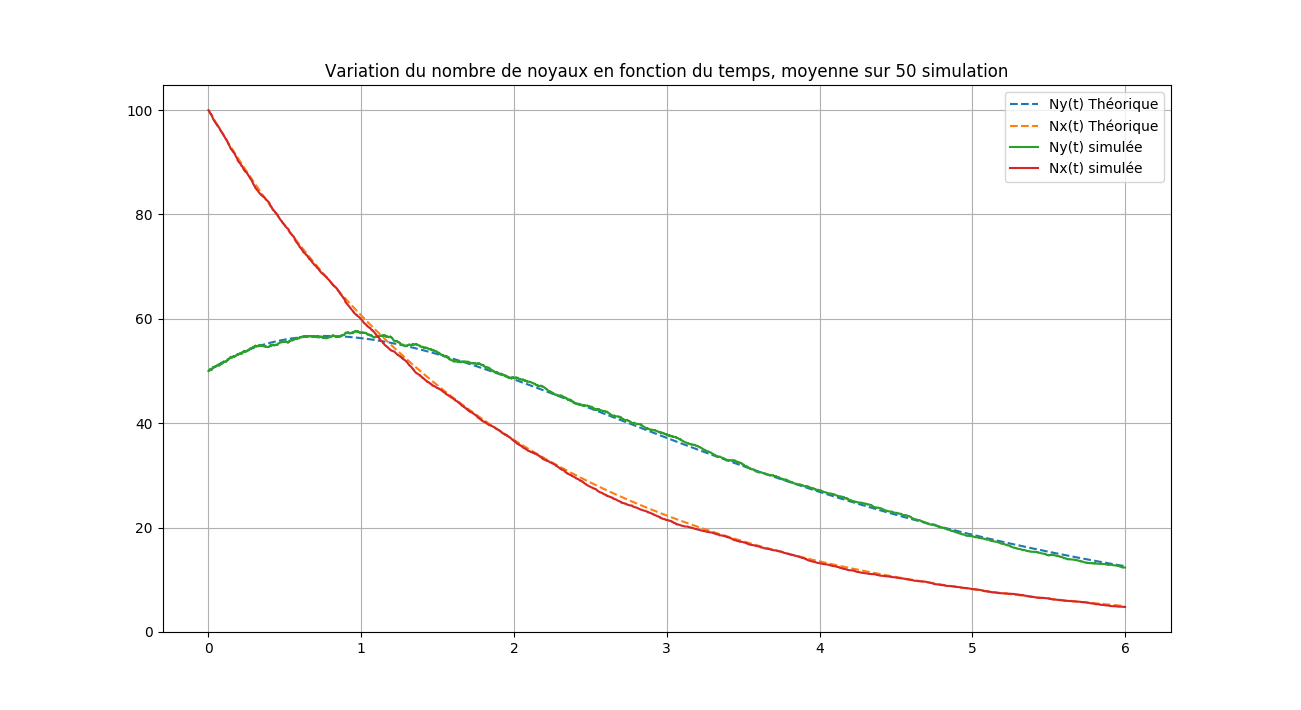 Variation du nombre de noyaux en fonction du temps, moyenne sur 50 simulation
Ny(t) Théorique
Nx(t) Théorique
Ny(t) simulée
Nx(t) simulée
100
80
60
40
20
0
0 1 2 3 4 5 6